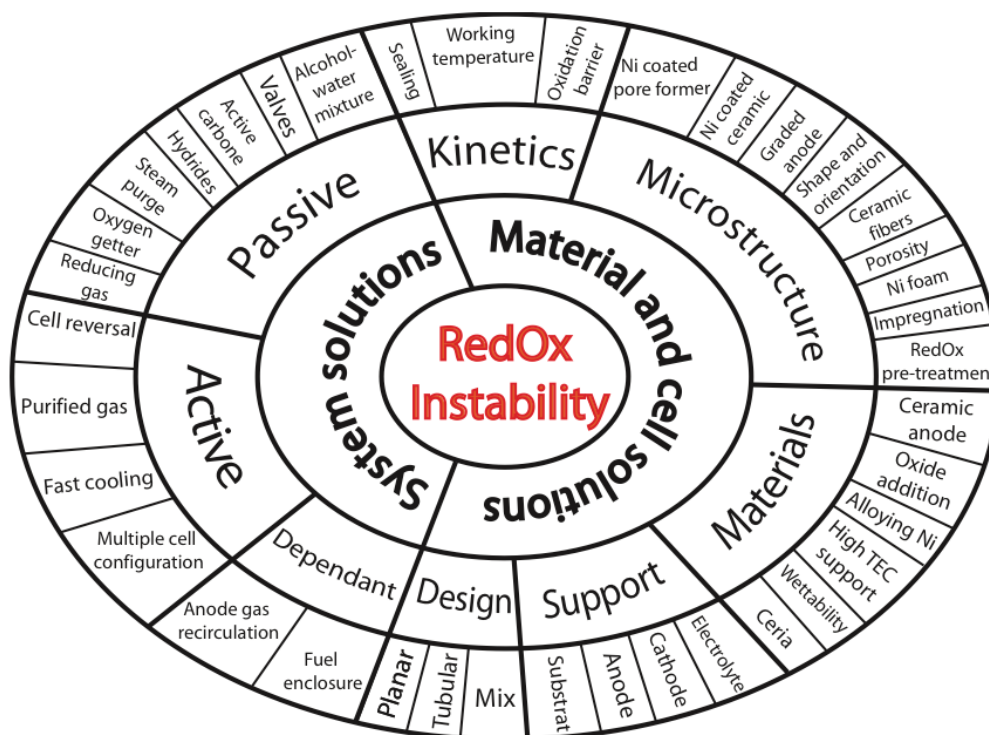 RedOx
Instability
System solutions
Material and cell solutions
Passive
Kinetics
Microstructure
Materials
Support
Design
Dependant
Active
Reducing
gas
Oxygen
getter
Steam
purge
Hydrides
Active
carbone
Valves
Alcohol-
water
mixture
Sealing
Working
temperature
Oxidation
barrier
Ni coated
pore former
Ni coated
ceramic
Graded
anode
Shape and
orientation
Ceramic
fibers
Porosity
Ni foam
Impregnation
RedOx
pre-treatment
Ceramic
anode
Oxide
addition
Alloying Ni
High TEC
support
Wettability
Ceria
Electrolyte
Cathode
Anode
Substrat
Mix
Tubular
Planar
Fuel
enclosure
Anode gas
recirculation
Multiple cell
configuration
Fast cooling
Purified gas
Cell reversal